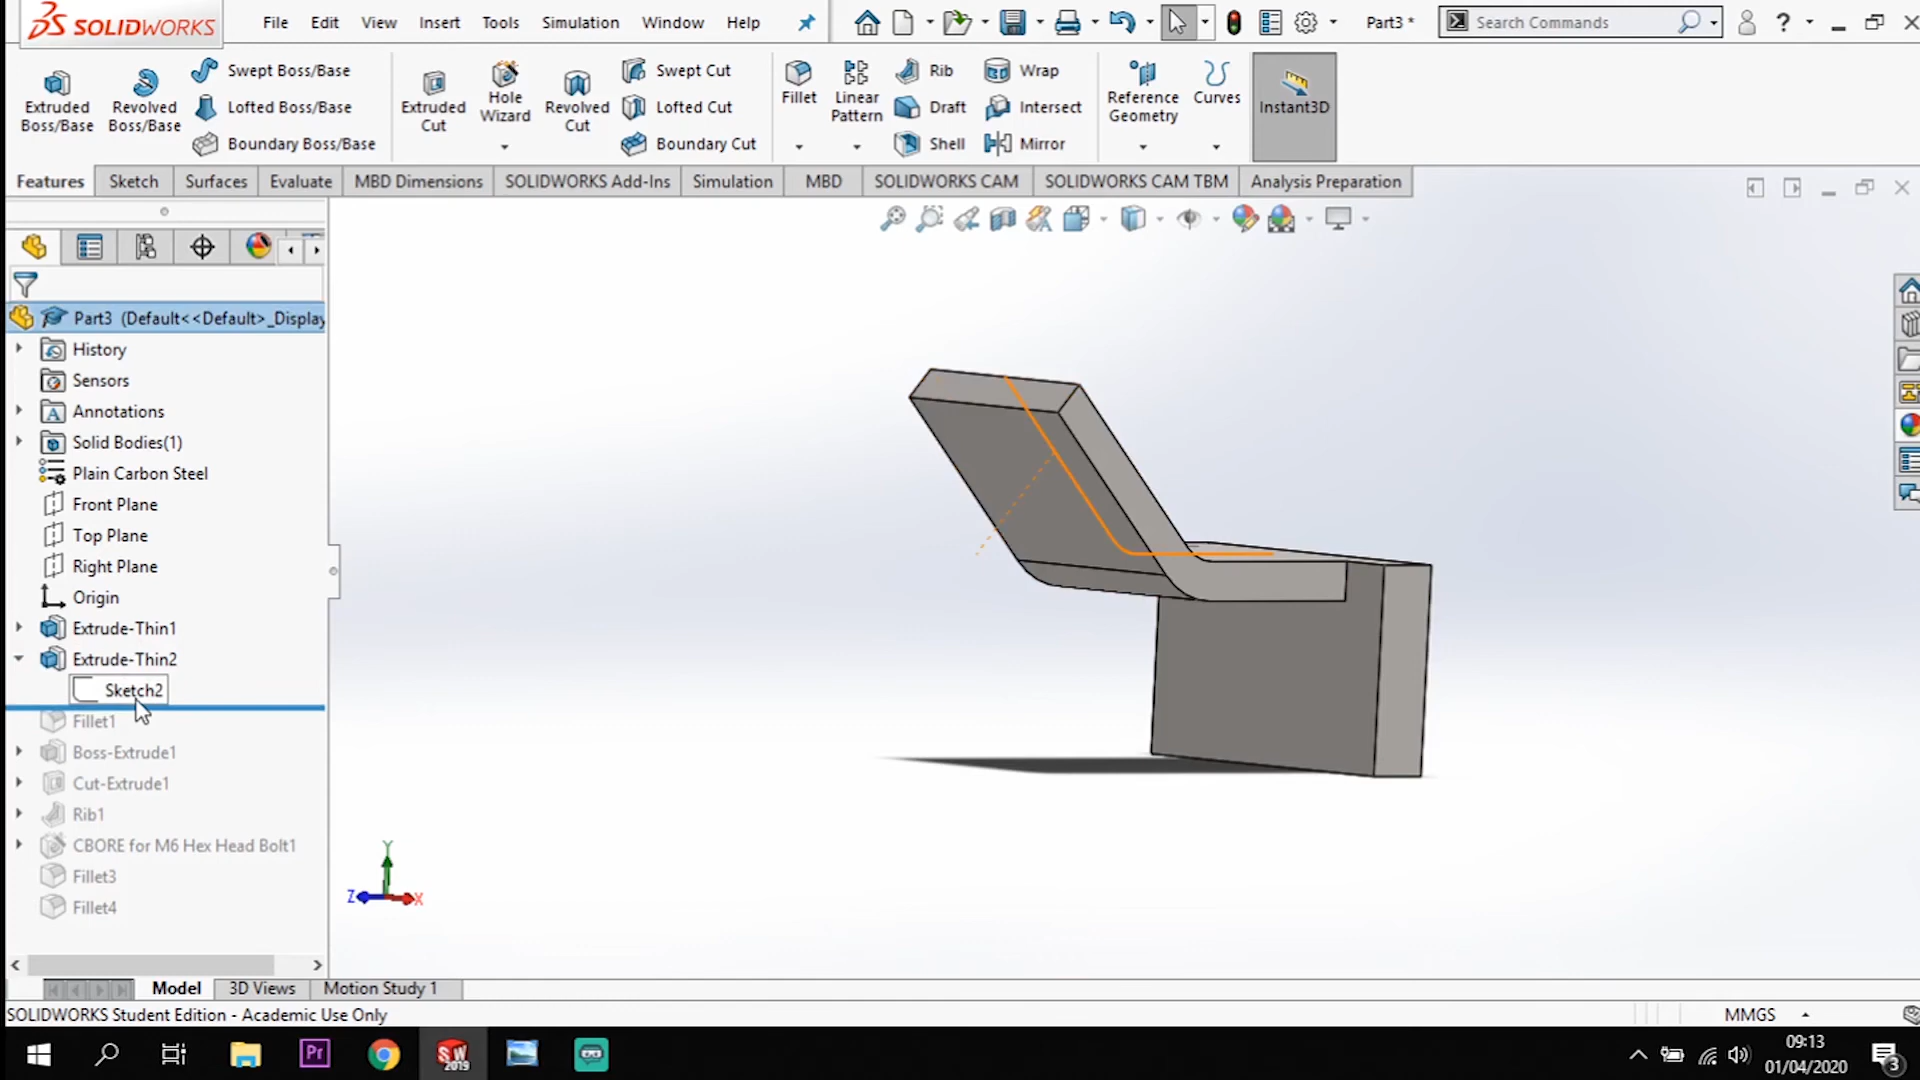 SOLIDWORKS File Edit View Insert Tools Simulation Window Help Part3 * Search Commands ?
Extruded Boss/Base
Revolved Boss/Base
Swept Boss/Base
Lofted Boss/Base
Boundary Boss/Base
Extruded Cut
Hole Wizard
Revolved Cut
Swept Cut
Lofted Cut
Boundary Cut
Fillet
Linear Pattern
Rib
Draft
Shell
Wrap
Intersect
Mirror
Reference Geometry
Curves
Instant3D
Features Sketch Surfaces Evaluate MBD Dimensions SOLIDWORKS Add-Ins Simulation MBD SOLIDWORKS CAM SOLIDWORKS CAM TBM Analysis Preparation
Part3 (Default<<Default>_Display
History
Sensors
Annotations
Solid Bodies(1)
Plain Carbon Steel
Front Plane
Top Plane
Right Plane
Origin
Extrude-Thin1
Extrude-Thin2
Sketch2
Fillet1
Boss-Extrude1
Cut-Extrude1
Rib1
CBORE for M6 Hex Head Bolt1
Fillet3
Fillet4
Y
Z X
Model 3D Views Motion Study 1
SOLIDWORKS Student Edition - Academic Use Only MMGS
Pr SW 2019 09:13
01/04/2020 3